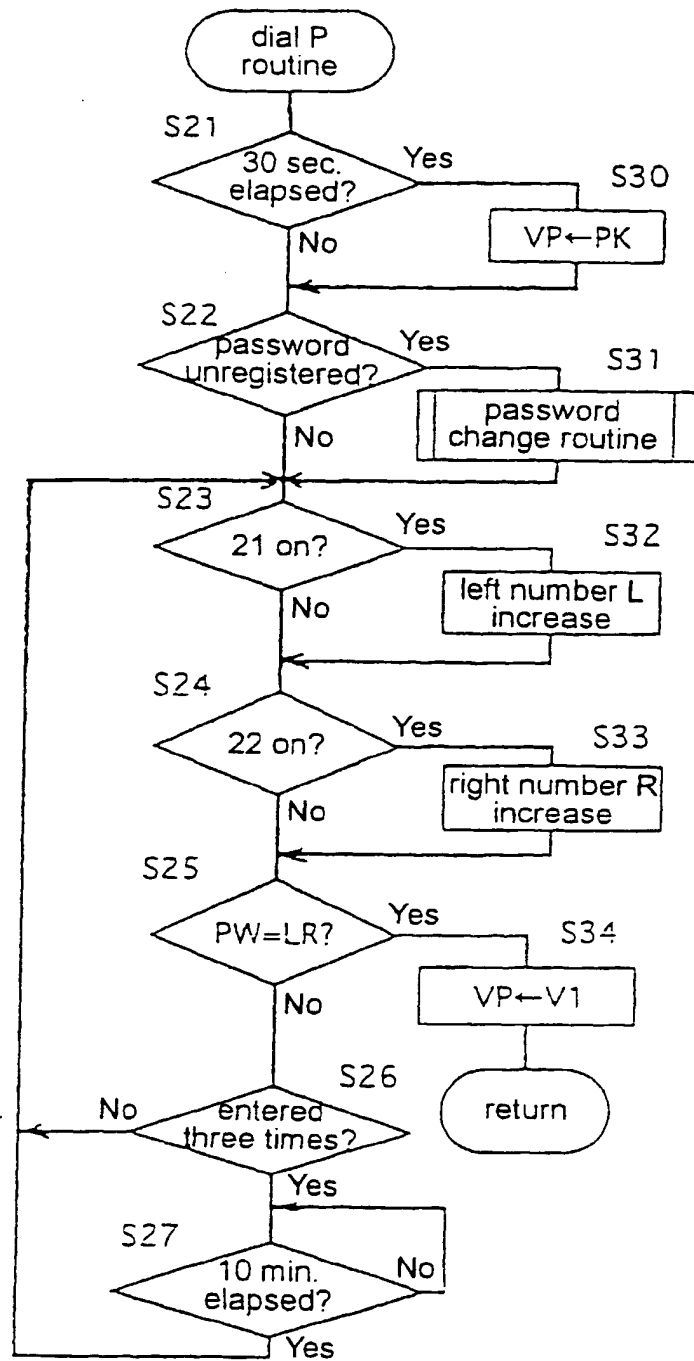 dial P
routine
S21
30 sec.
elapsed?
Yes
S30
VP←PK
No
S22
password
unregistered?
Yes
S31
password
change routine
No
S23
21 on?
Yes
S32
left number L
increase
No
S24
22 on?
Yes
S33
right number R
increase
No
S25
PW=LR?
Yes
S34
VP←V1
No
return
S26
entered
three times?
No
Yes
S27
10 min.
elapsed?
No
Yes